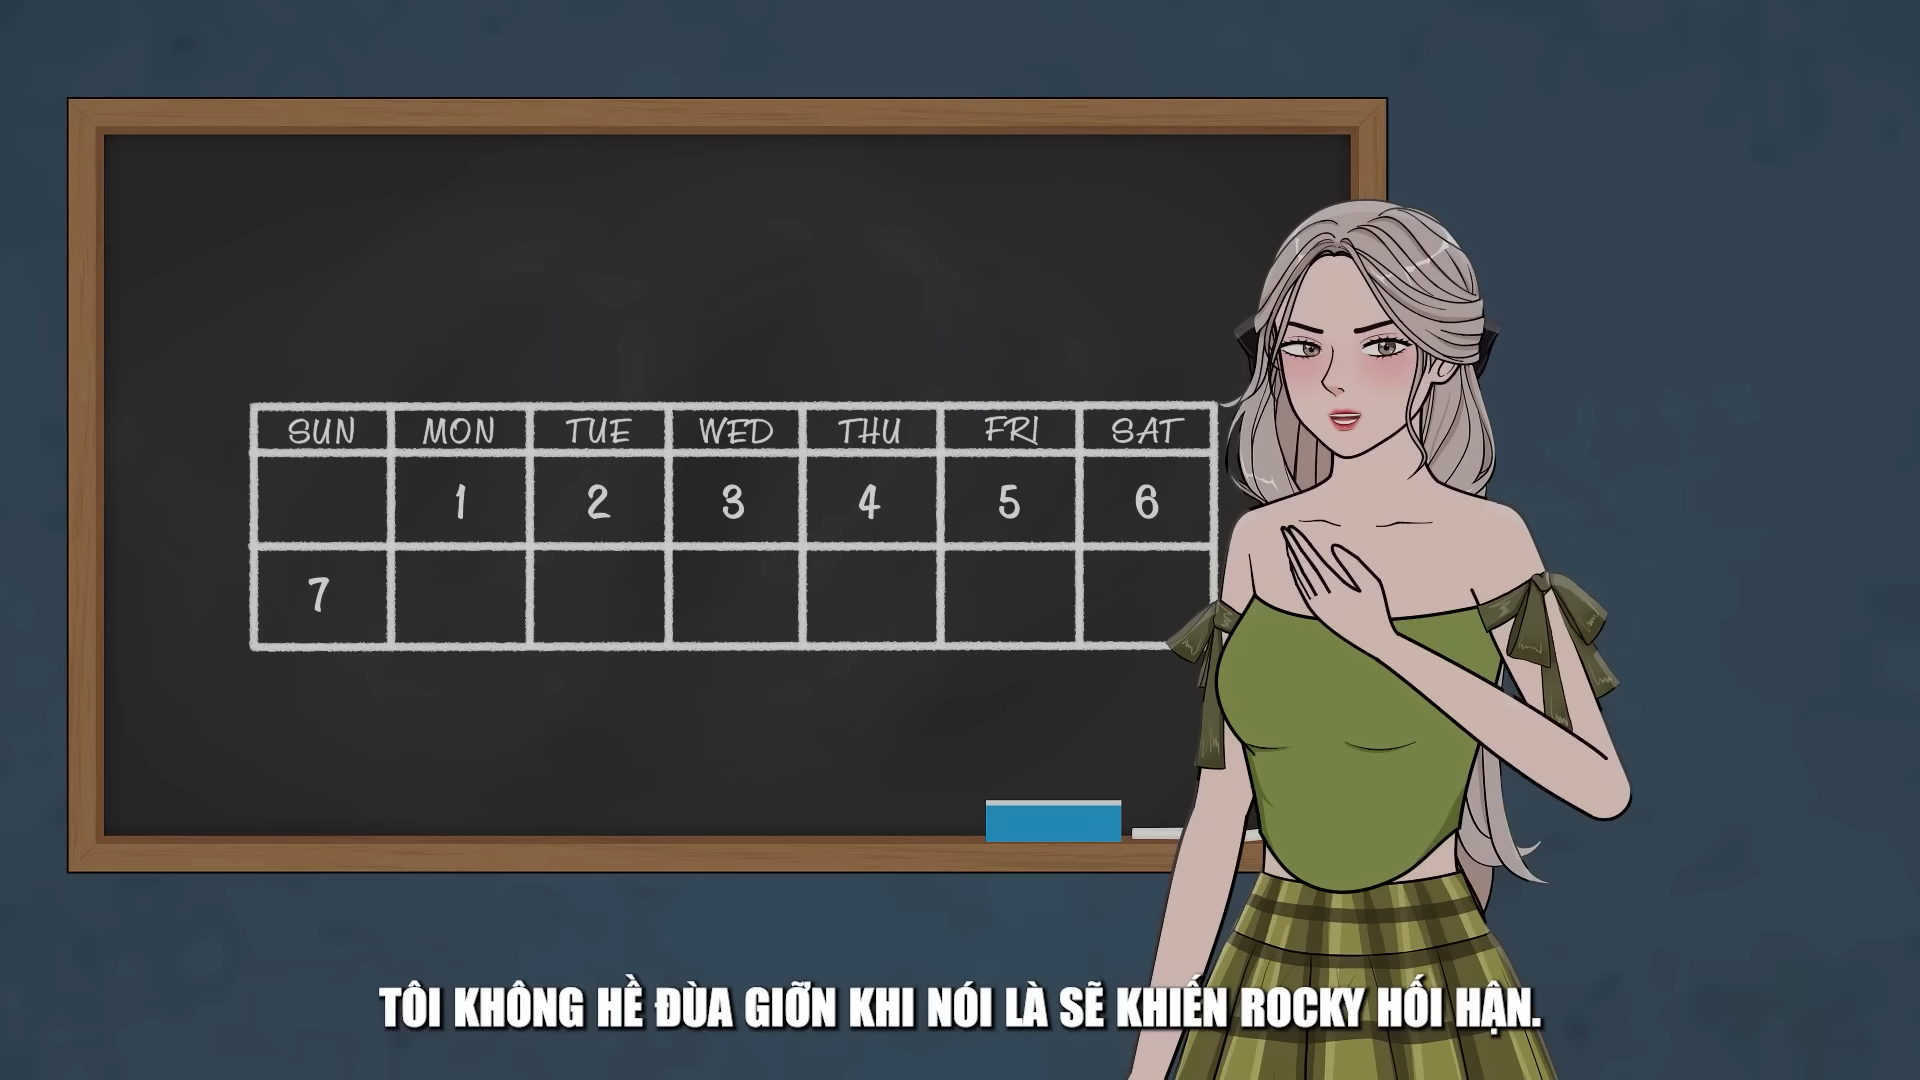 SUN MON TUE WED THU FRI SAT
1 2 3 4 5 6
7
TÔI KHÔNG HỀ ĐÙA GIỠN KHI NÓI LÀ SẼ KHIẾN ROCKY HỐI HẬN.